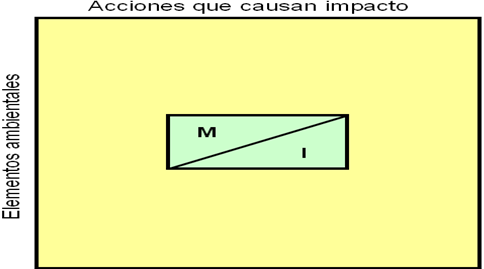 Acciones que causan impacto
Elementos ambientales
M
I